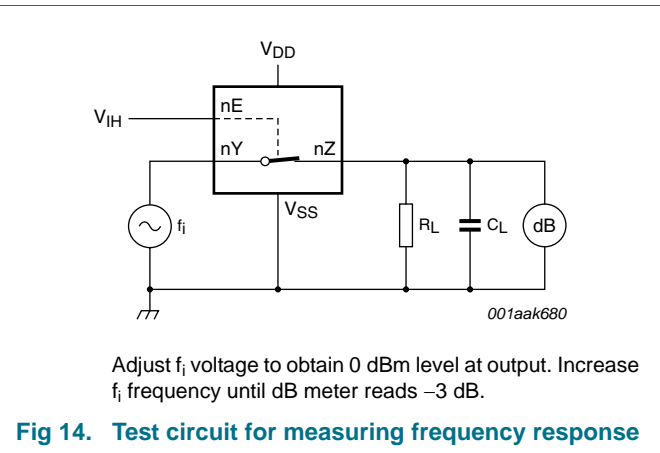 VDD
nE
VIH
nY
nZ
VSS
fi
RL
CL
dB
001aak680
Adjust fi voltage to obtain 0 dBm level at output. Increase
fi frequency until dB meter reads −3 dB.
Fig 14. Test circuit for measuring frequency response